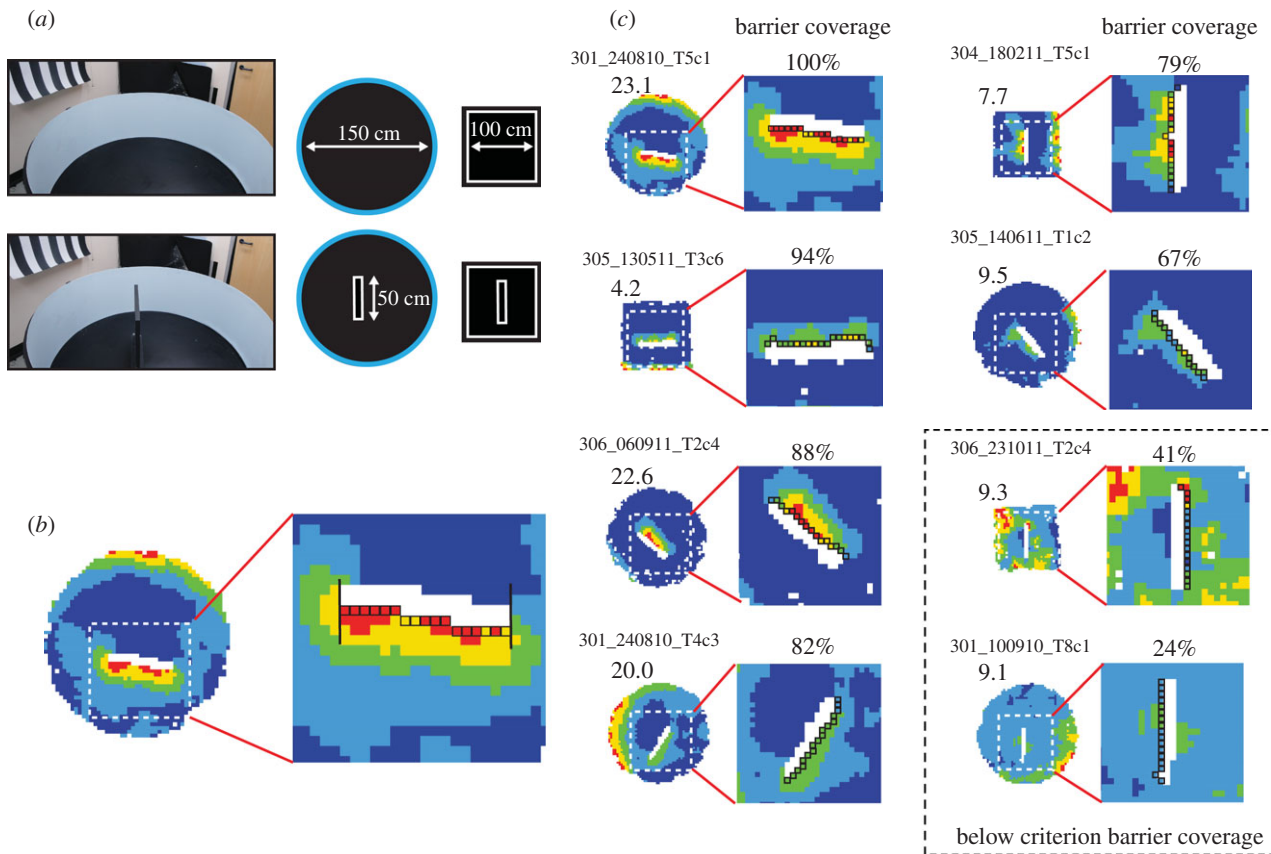 (a)
150 cm
100 cm
50 cm
(b)
(c)
barrier coverage
301_240810_T5c1
100%
23.1
305_130511_T3c6
94%
4.2
306_060911_T2c4
88%
22.6
301_240810_T4c3
82%
20.0
barrier coverage
304_180211_T5c1
79%
7.7
305_140611_T1c2
67%
9.5
306_231011_T2c4
41%
9.3
301_100910_T8c1
24%
9.1
below criterion barrier coverage